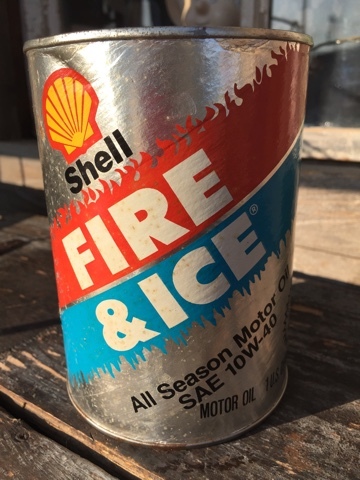 Shell
FIRE
& ICE®
All Season Motor Oil
SAE 10W-40
MOTOR OIL